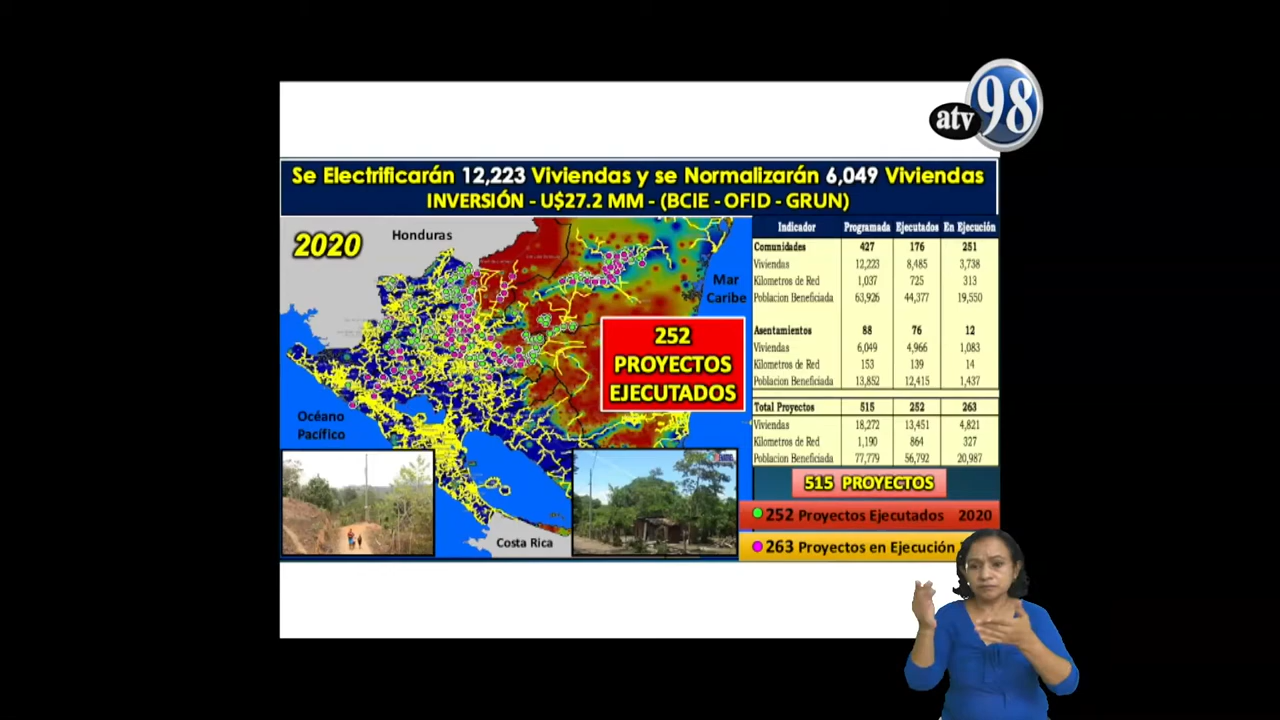 atv 98
Se Electrificarán 12,223 Viviendas y se Normalizarán 6,049 Viviendas
INVERSIÓN - U$27.2 MM - (BCIE - OFID - GRUN)
2020
Honduras
Mar
Caribe
252
PROYECTOS
EJECUTADOS
Océano
Pacífico
Costa Rica
Indicador Programada Ejecutados En Ejecución
Comunidades 427 176 251
Viviendas 12,223 8,485 3,738
Kilometros de Red 1,037 725 313
Poblacion Beneficiada 63,926 44,377 19,550
Asentamientos 88 76 12
Viviendas 6,049 4,966 1,083
Kilometros de Red 153 139 14
Poblacion Beneficiada 13,852 12,415 1,437
Total Proyectos 515 252 263
Viviendas 18,272 13,451 4,821
Kilometros de Red 1,190 864 327
Poblacion Beneficiada 77,779 56,792 20,987
515 PROYECTOS
252 Proyectos Ejecutados 2020
263 Proyectos en Ejecución